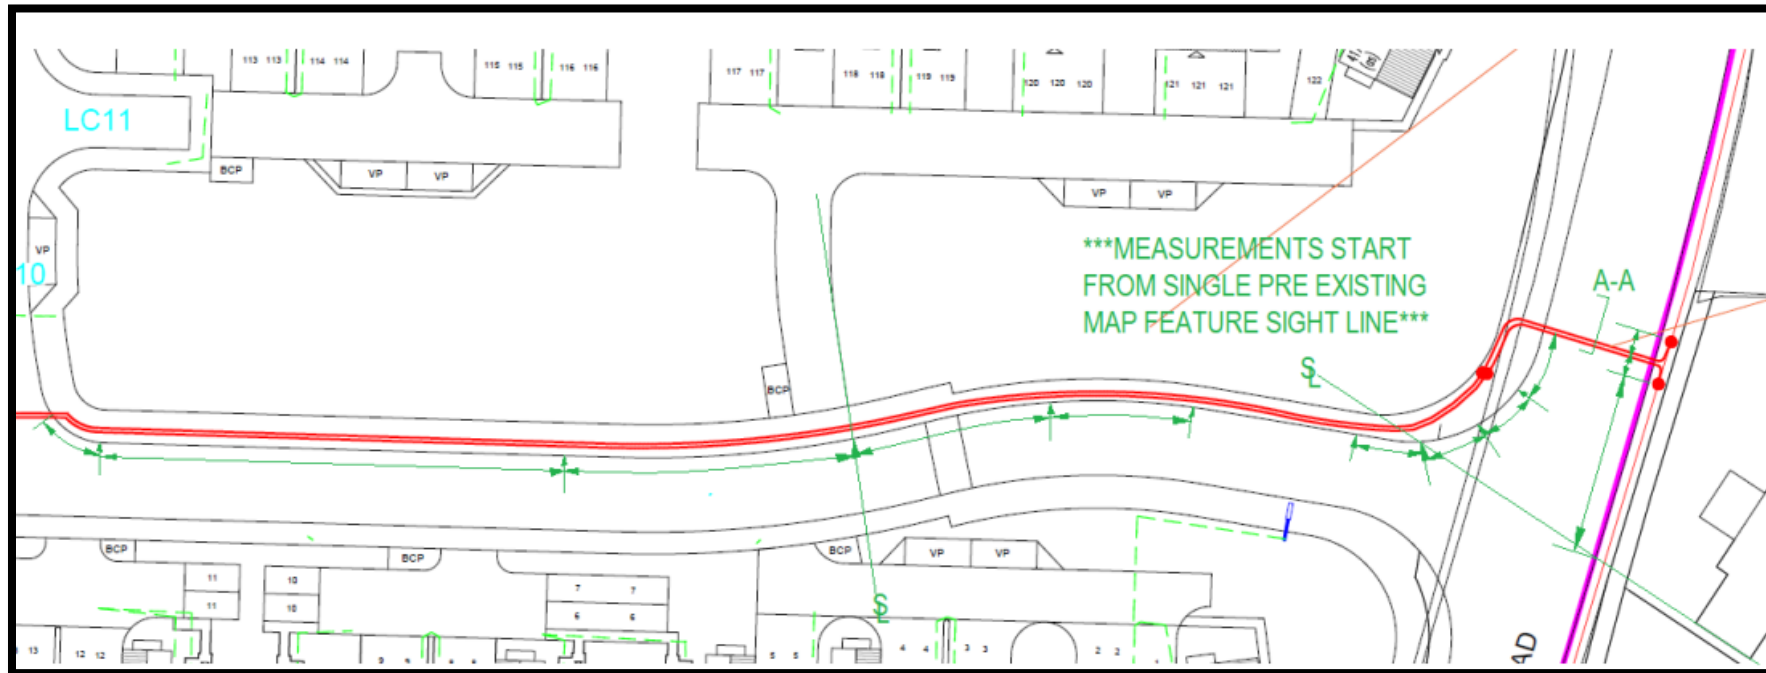 113 113
114 114
115 115
116 116
117 117
118 118
119 119
120 120 120
121 121 121
122
LC11
BCP
VP
VP
VP
VP
VP
10
***MEASUREMENTS START
FROM SINGLE PRE EXISTING
MAP FEATURE SIGHT LINE***
A-A
SL
BCP
SL
BCP
BCP
BCP
VP
VP
11
11
10
10
7 7
6 6
13
12 12
5 5
4 4
3 3
2 2
AD